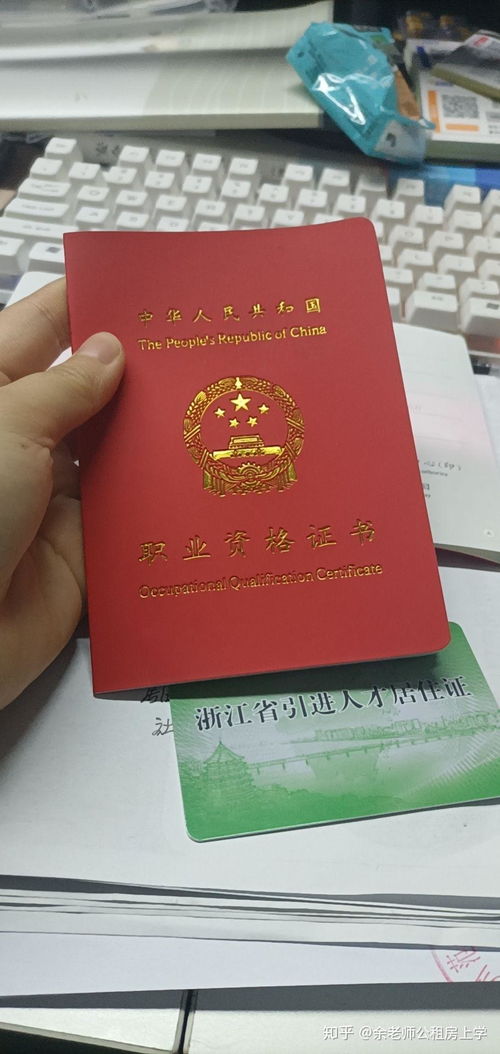 中华人民共和国
The People's Republic of China
职业资格证书
Occupational Qualification Certificate
浙江省引进人才居住证
知乎 @余老师公租房上学